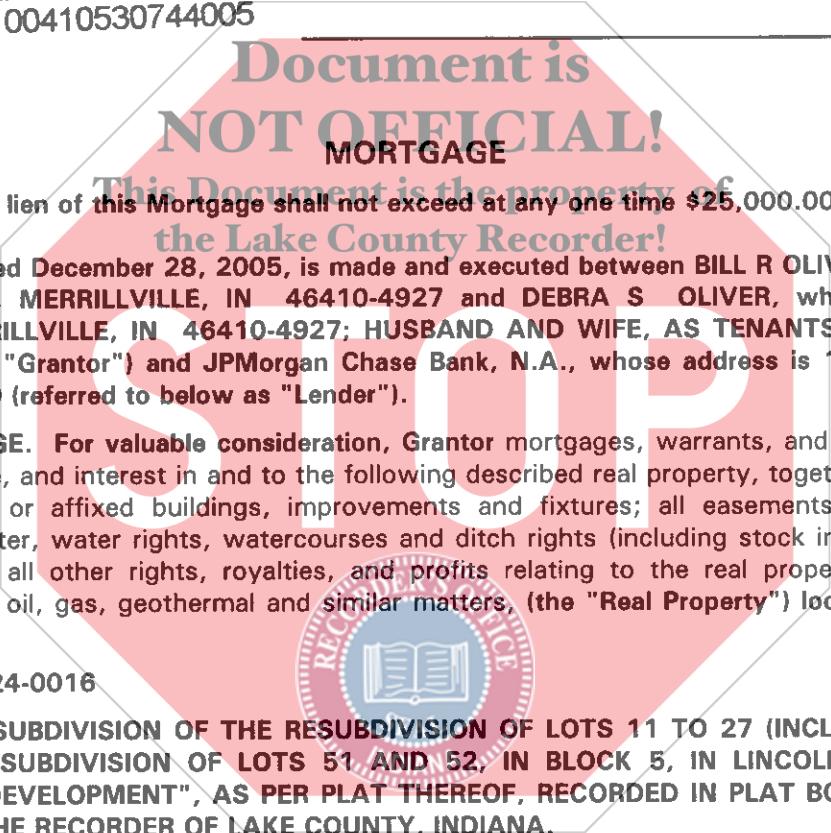 00410530744005
Document is
NOT OFFICIAL!
MORTGAGE
This Document is the property of
lien of this Mortgage shall not exceed at any one time $25,000.00
the Lake County Recorder!
ed December 28, 2005, is made and executed between BILL R OLIV
MERRILLVILLE, IN 46410-4927 and DEBRA S OLIVER, wh
RILLVILLE, IN 46410-4927; HUSBAND AND WIFE, AS TENANTS
"Grantor") and JPMorgan Chase Bank, N.A., whose address is 1
(referred to below as "Lender").
GE. For valuable consideration, Grantor mortgages, warrants, and
, and interest in and to the following described real property, toget
or affixed buildings, improvements and fixtures; all easements
ter, water rights, watercourses and ditch rights (including stock in
all other rights, royalties, and profits relating to the real prope
oil, gas, geothermal and similar matters, (the "Real Property") loc
STOP
RECORDER'S OFFICE
24-0016
SUBDIVISION OF THE RESUBDIVISION OF LOTS 11 TO 27 (INCL
SUBDIVISION OF LOTS 51 AND 52, IN BLOCK 5, IN LINCOL
DEVELOPMENT", AS PER PLAT THEREOF, RECORDED IN PLAT BO
HE RECORDER OF LAKE COUNTY, INDIANA.